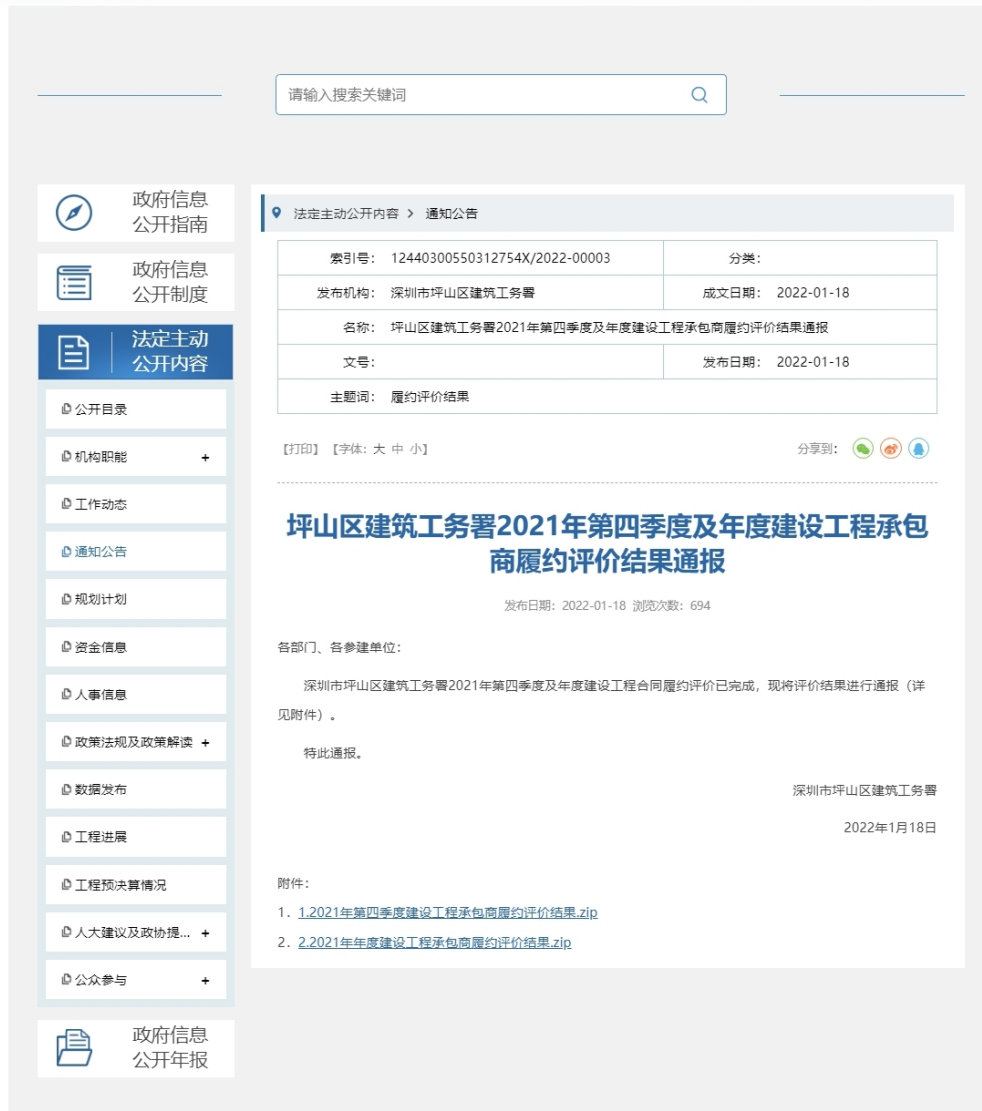 请输入搜索关键词
政府信息
公开指南
政府信息
公开制度
法定主动
公开内容
公开目录
机构职能 +
工作动态
通知公告
规划计划
资金信息
人事信息
政策法规及政策解读 +
数据发布
工程进展
工程预决算情况
人大建议及政协提... +
公众参与 +
政府信息
公开年报
法定主动公开内容 > 通知公告
索引号： 12440300550312754X/2022-00003 分类：
发布机构： 深圳市坪山区建筑工务署 成文日期： 2022-01-18
名称： 坪山区建筑工务署2021年第四季度及年度建设工程承包商履约评价结果通报
文号： 发布日期： 2022-01-18
主题词： 履约评价结果
【打印】【字体：大 中 小】 分享到：
坪山区建筑工务署2021年第四季度及年度建设工程承包
商履约评价结果通报
发布日期：2022-01-18 浏览次数：694
各部门、各参建单位：
深圳市坪山区建筑工务署2021年第四季度及年度建设工程合同履约评价已完成，现将评价结果进行通报（详
见附件）。
特此通报。
深圳市坪山区建筑工务署
2022年1月18日
附件：
1. 1.2021年第四季度建设工程承包商履约评价结果.zip
2. 2.2021年年度建设工程承包商履约评价结果.zip